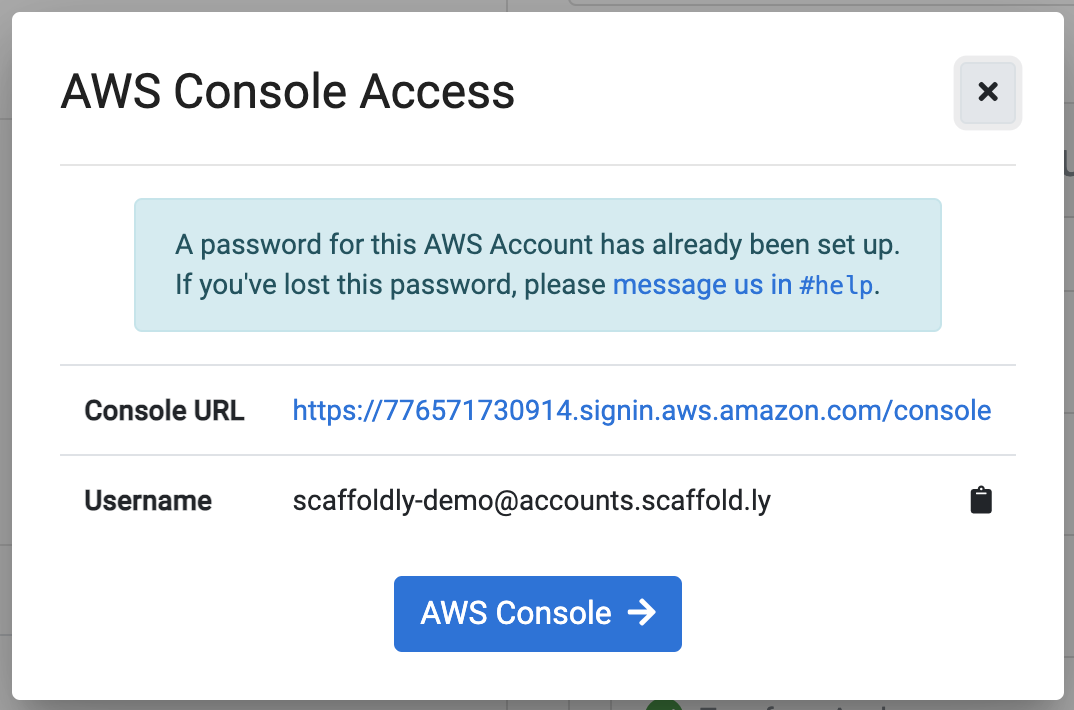 AWS Console Access
A password for this AWS Account has already been set up.
If you've lost this password, please message us in #help.
Console URL https://776571730914.signin.aws.amazon.com/console
Username scaffoldly-demo@accounts.scaffold.ly
AWS Console